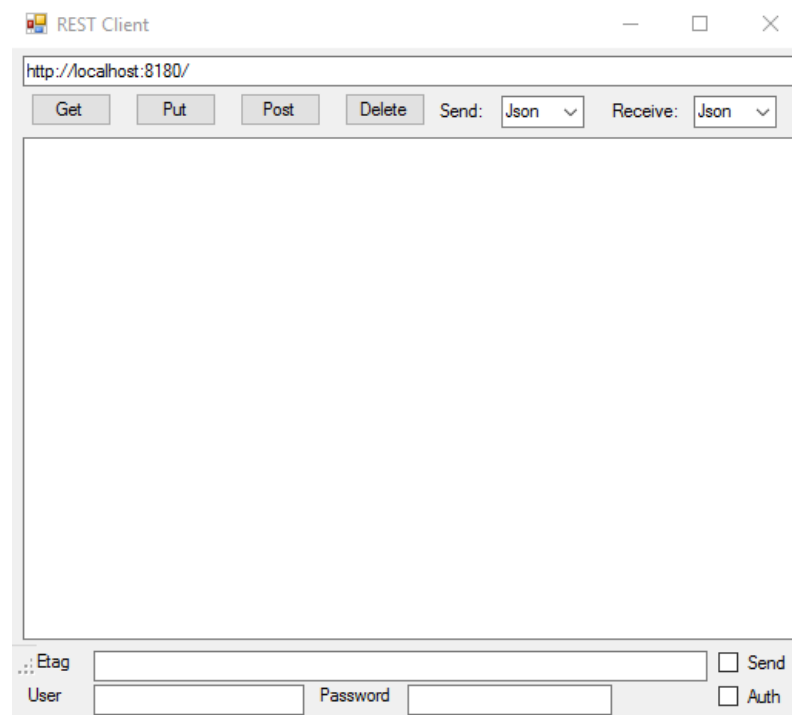 REST Client
http://localhost:8180/
Get Put Post Delete Send: Json Receive: Json
Etag Send
User Password Auth